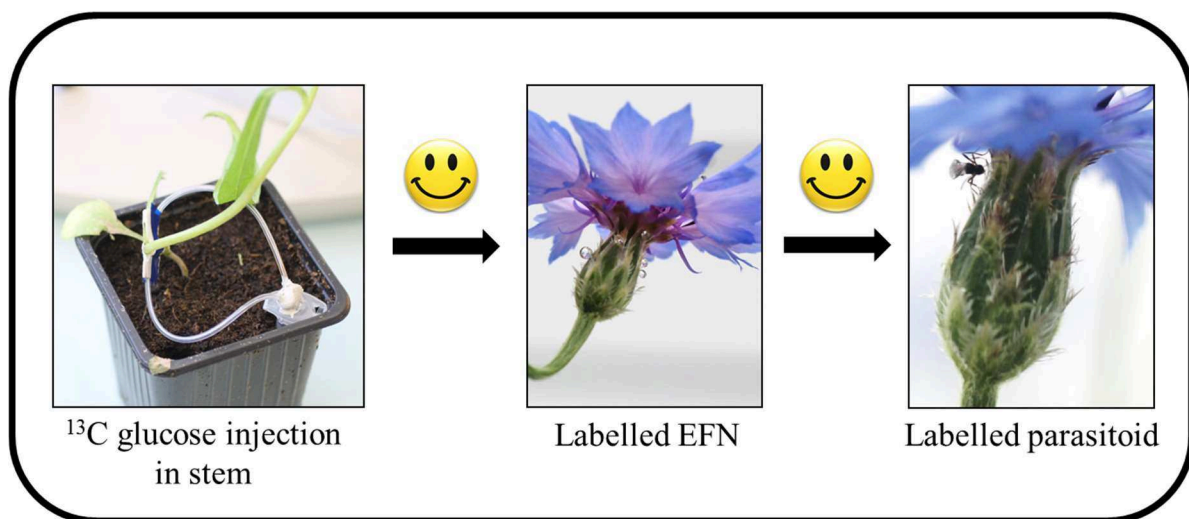 ¹³C glucose injection
in stem
Labelled EFN
Labelled parasitoid